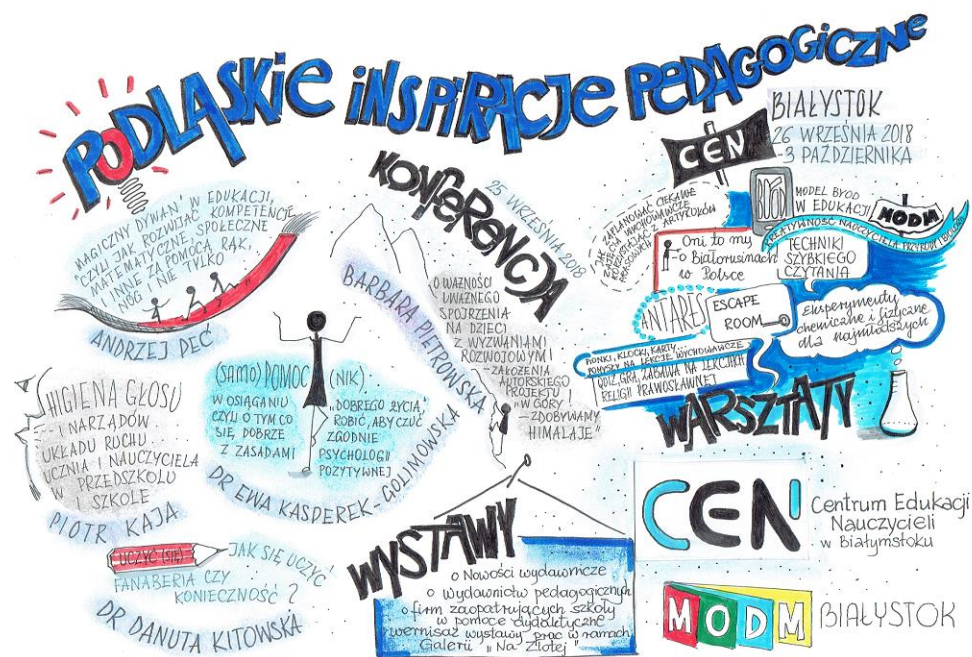 PODLASKIE INSPIRACJE PEDAGOGICZNE
KONFERENCJA
25 WRZEŚNIA 2018
CEN
BIAŁYSTOK
26 WRZEŚNIA 2018
-3 PAŹDZIERNIKA
„MAGICZNY DYWAN" W EDUKACJI,
CZYLI JAK ROZWIJAĆ KOMPETENCJE
MATEMATYCZNE, SPOŁECZNE
I INNE ZA POMOCĄ RĄK,
NÓG I NIE TYLKO
ANDRZEJ PEĆ
HIGIENA GŁOSU
I NARZĄDÓW
UKŁADU RUCHU
UCZNIA I NAUCZYCIELA
W PRZEDSZKOLU
I SZKOLE
PIOTR KAJA
(SAMO) POMOC (NIK)
W OSIĄGANIU „DOBREGO ŻYCIA,"
CZYLI O TYM CO ROBIĆ, ABY CZUĆ
SIĘ DOBRZE ZGODNIE
Z ZASADAMI PSYCHOLOGII
POZYTYWNEJ
DR EWA KASPEREK-GOLIMOWSKA
BARBARA PIETROWSKA
O WAŻNOŚCI
UWAŻNEGO
SPOJRZENIA
NA DZIECI
Z WYZWANIAMI
ROZWOJOWYMI
-ZAŁOŻENIA
AUTORSKIEGO
PROJEKTU
„W GÓRY
-ZDOBYWAMY
HIMALAJE"
UCZYĆ (SIĘ)
JAK SIĘ UCZYĆ
FANABERIA CZY
KONIECZNOŚĆ?
DR DANUTA KITOWSKA
JAK ZAPLANOWAĆ CIEKAWE
ZAJĘCIA WYCHOWAWCZE
BYOD
MODEL BYOD
W EDUKACJI
MODM
KREATYWNOŚĆ NAUCZYCIELA PRZYRODY I BIOLOGII
Oni to my
-o Białorusinach
w Polsce
TECHNIKI
SZYBKIEGO
CZYTANIA
ANTARES
ESCAPE
ROOM
Eksperymenty
chemiczne i fizyczne
dla najmłodszych
PIONKI, KLOCKI, KARTY...
POMYSŁY NA LEKCJE WYCHOWAWCZE
QUIZ, GRA, ZABAWA NA LEKCJACH
RELIGII PRAWOSŁAWNEJ
WARSZTATY
WYSTAWY
o Nowości wydawnicze
o wydawnictw pedagogicznych
o firm zaopatrujących szkoły
w pomoce dydaktyczne
wernisaż wystawy prac w ramach
Galerii „Na Złotej"
CEN
Centrum Edukacji
Nauczycieli
w Białymstoku
MODM BIAŁYSTOK